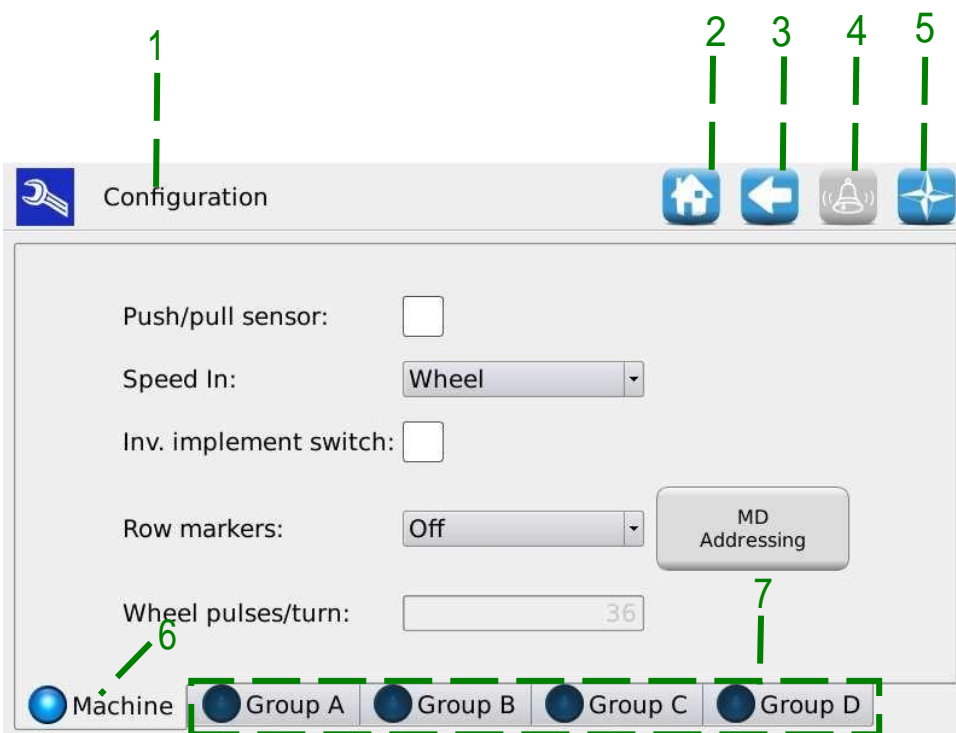 1
2 3 4 5
Configuration
Push/pull sensor:
Speed In: Wheel
Inv. implement switch:
Row markers: Off
MD
Addressing
Wheel pulses/turn: 36
7
6
Machine Group A Group B Group C Group D